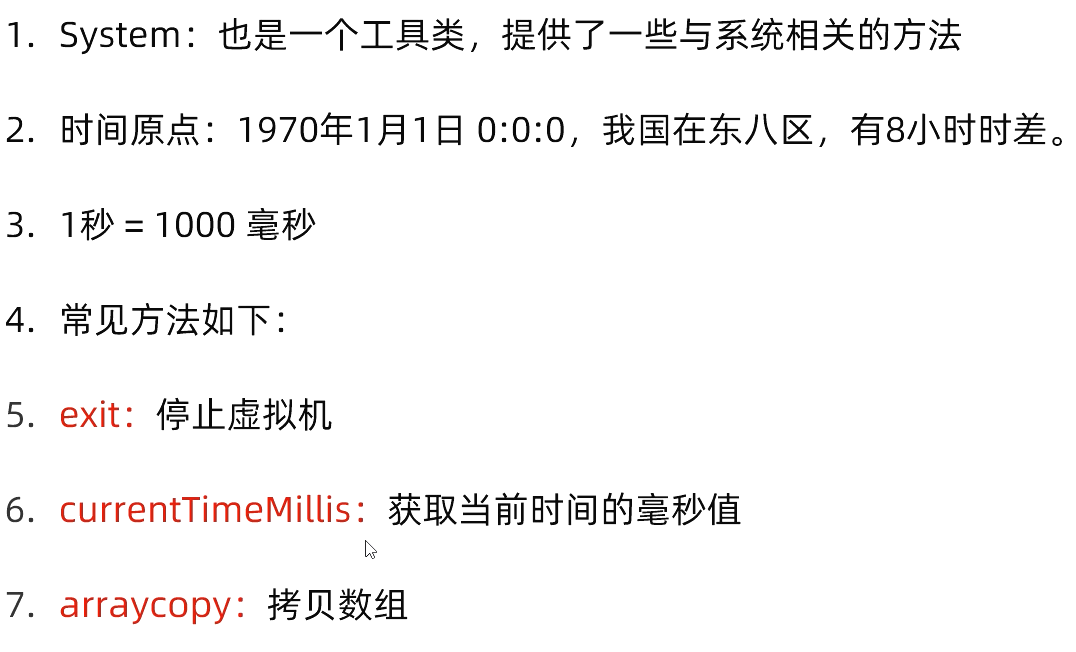 1. System：也是一个工具类，提供了一些与系统相关的方法
2. 时间原点：1970年1月1日 0:0:0，我国在东八区，有8小时时差。
3. 1秒 = 1000 毫秒
4. 常见方法如下：
5. exit：停止虚拟机
6. currentTimeMillis：获取当前时间的毫秒值
7. arraycopy：拷贝数组